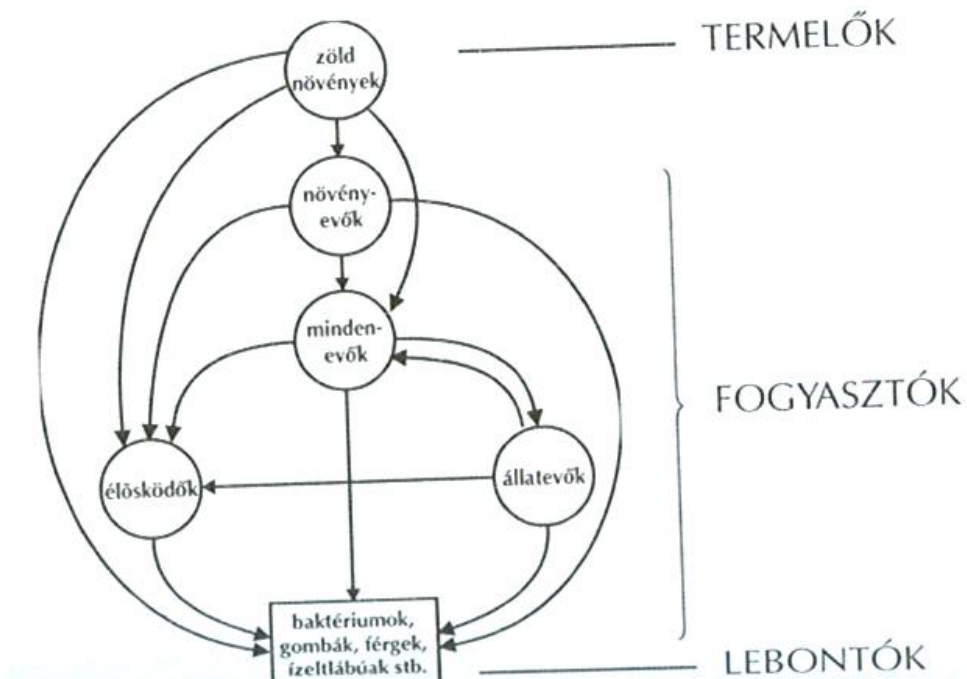 zöld
növények
TERMELŐK
növény-
evők
minden-
evők
FOGYASZTÓK
élősködők
állatevők
baktériumok,
gombák, férgek,
ízeltlábúak stb.
LEBONTÓK